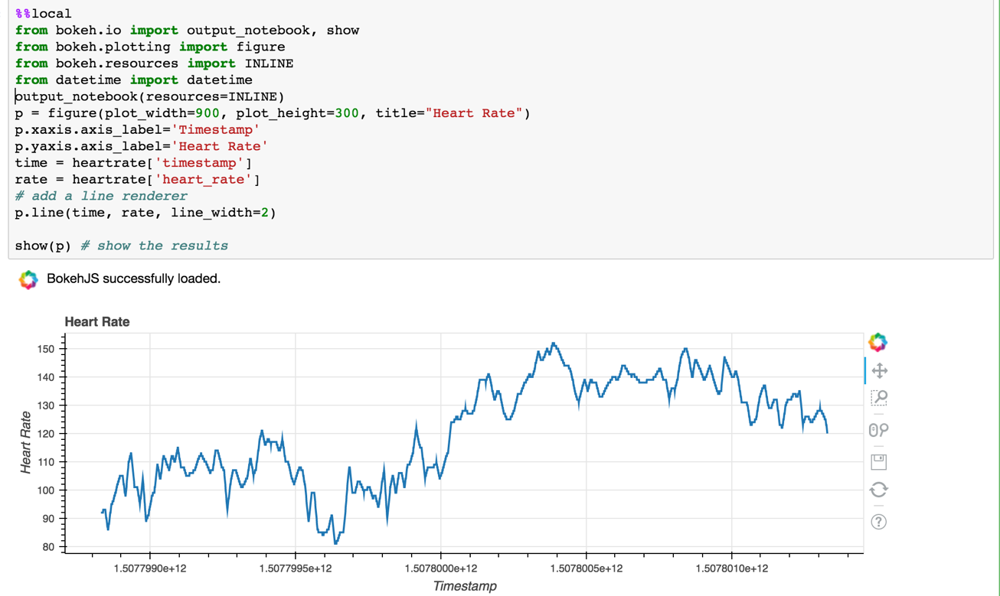 %%local
from bokeh.io import output_notebook, show
from bokeh.plotting import figure
from bokeh.resources import INLINE
from datetime import datetime
output_notebook(resources=INLINE)
p = figure(plot_width=900, plot_height=300, title="Heart Rate")
p.xaxis.axis_label='Timestamp'
p.yaxis.axis_label='Heart Rate'
time = heartrate['timestamp']
rate = heartrate['heart_rate']
# add a line renderer
p.line(time, rate, line_width=2)
show(p) # show the results
BokehJS successfully loaded.
Heart Rate
150
140
130
120
110
100
90
80
Heart Rate
1.5077990e+12 1.5077995e+12 1.5078000e+12 1.5078005e+12 1.5078010e+12
Timestamp